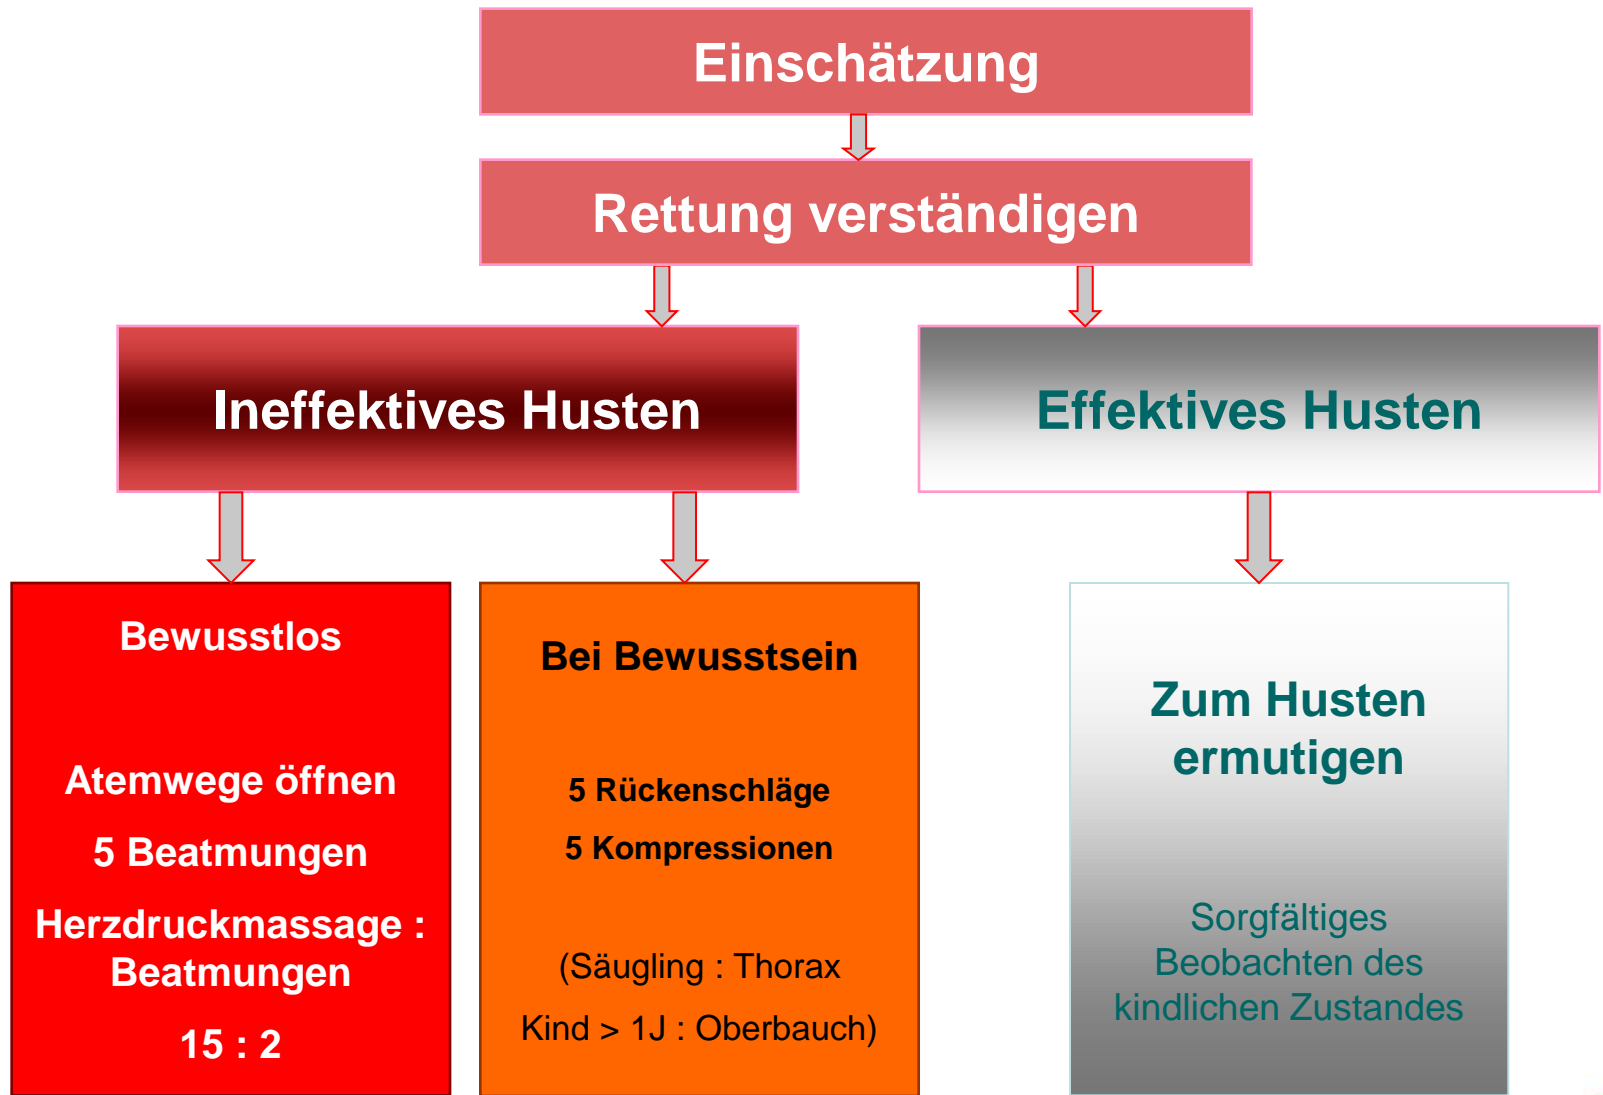 Einschätzung
Rettung verständigen
Ineffektives Husten
Effektives Husten
Bewusstlos
Atemwege öffnen
5 Beatmungen
Herzdruckmassage :
Beatmungen
15 : 2
Bei Bewusstsein
5 Rückenschläge
5 Kompressionen
(Säugling : Thorax
Kind > 1J : Oberbauch)
Zum Husten
ermutigen
Sorgfältiges
Beobachten des
kindlichen Zustandes